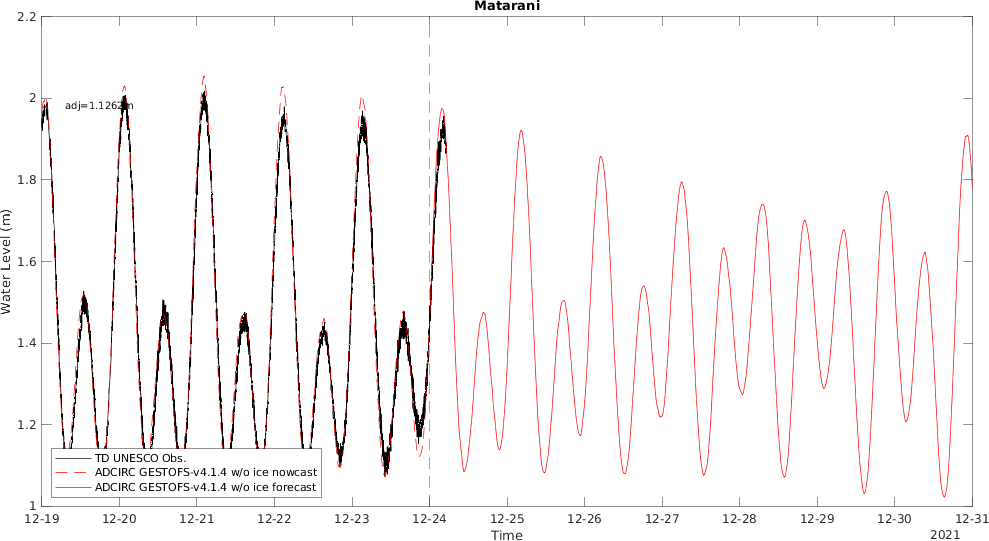 Matarani
2.2
2
1.8
1.6
1.4
1.2
1
Water Level (m)
adj=1.1262m
TD UNESCO Obs.
ADCIRC GESTOFS-v4.1.4 w/o ice nowcast
ADCIRC GESTOFS-v4.1.4 w/o ice forecast
12-19 12-20 12-21 12-22 12-23 12-24 12-25 12-26 12-27 12-28 12-29 12-30 12-31
Time
2021